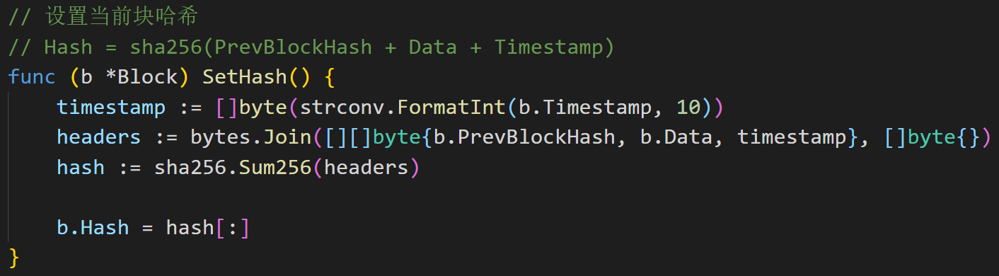 // 设置当前块哈希
// Hash = sha256(PrevBlockHash + Data + Timestamp)
func (b *Block) SetHash() {
    timestamp := []byte(strconv.FormatInt(b.Timestamp, 10))
    headers := bytes.Join([][]byte{b.PrevBlockHash, b.Data, timestamp}, []byte{})
    hash := sha256.Sum256(headers)

    b.Hash = hash[:]
}